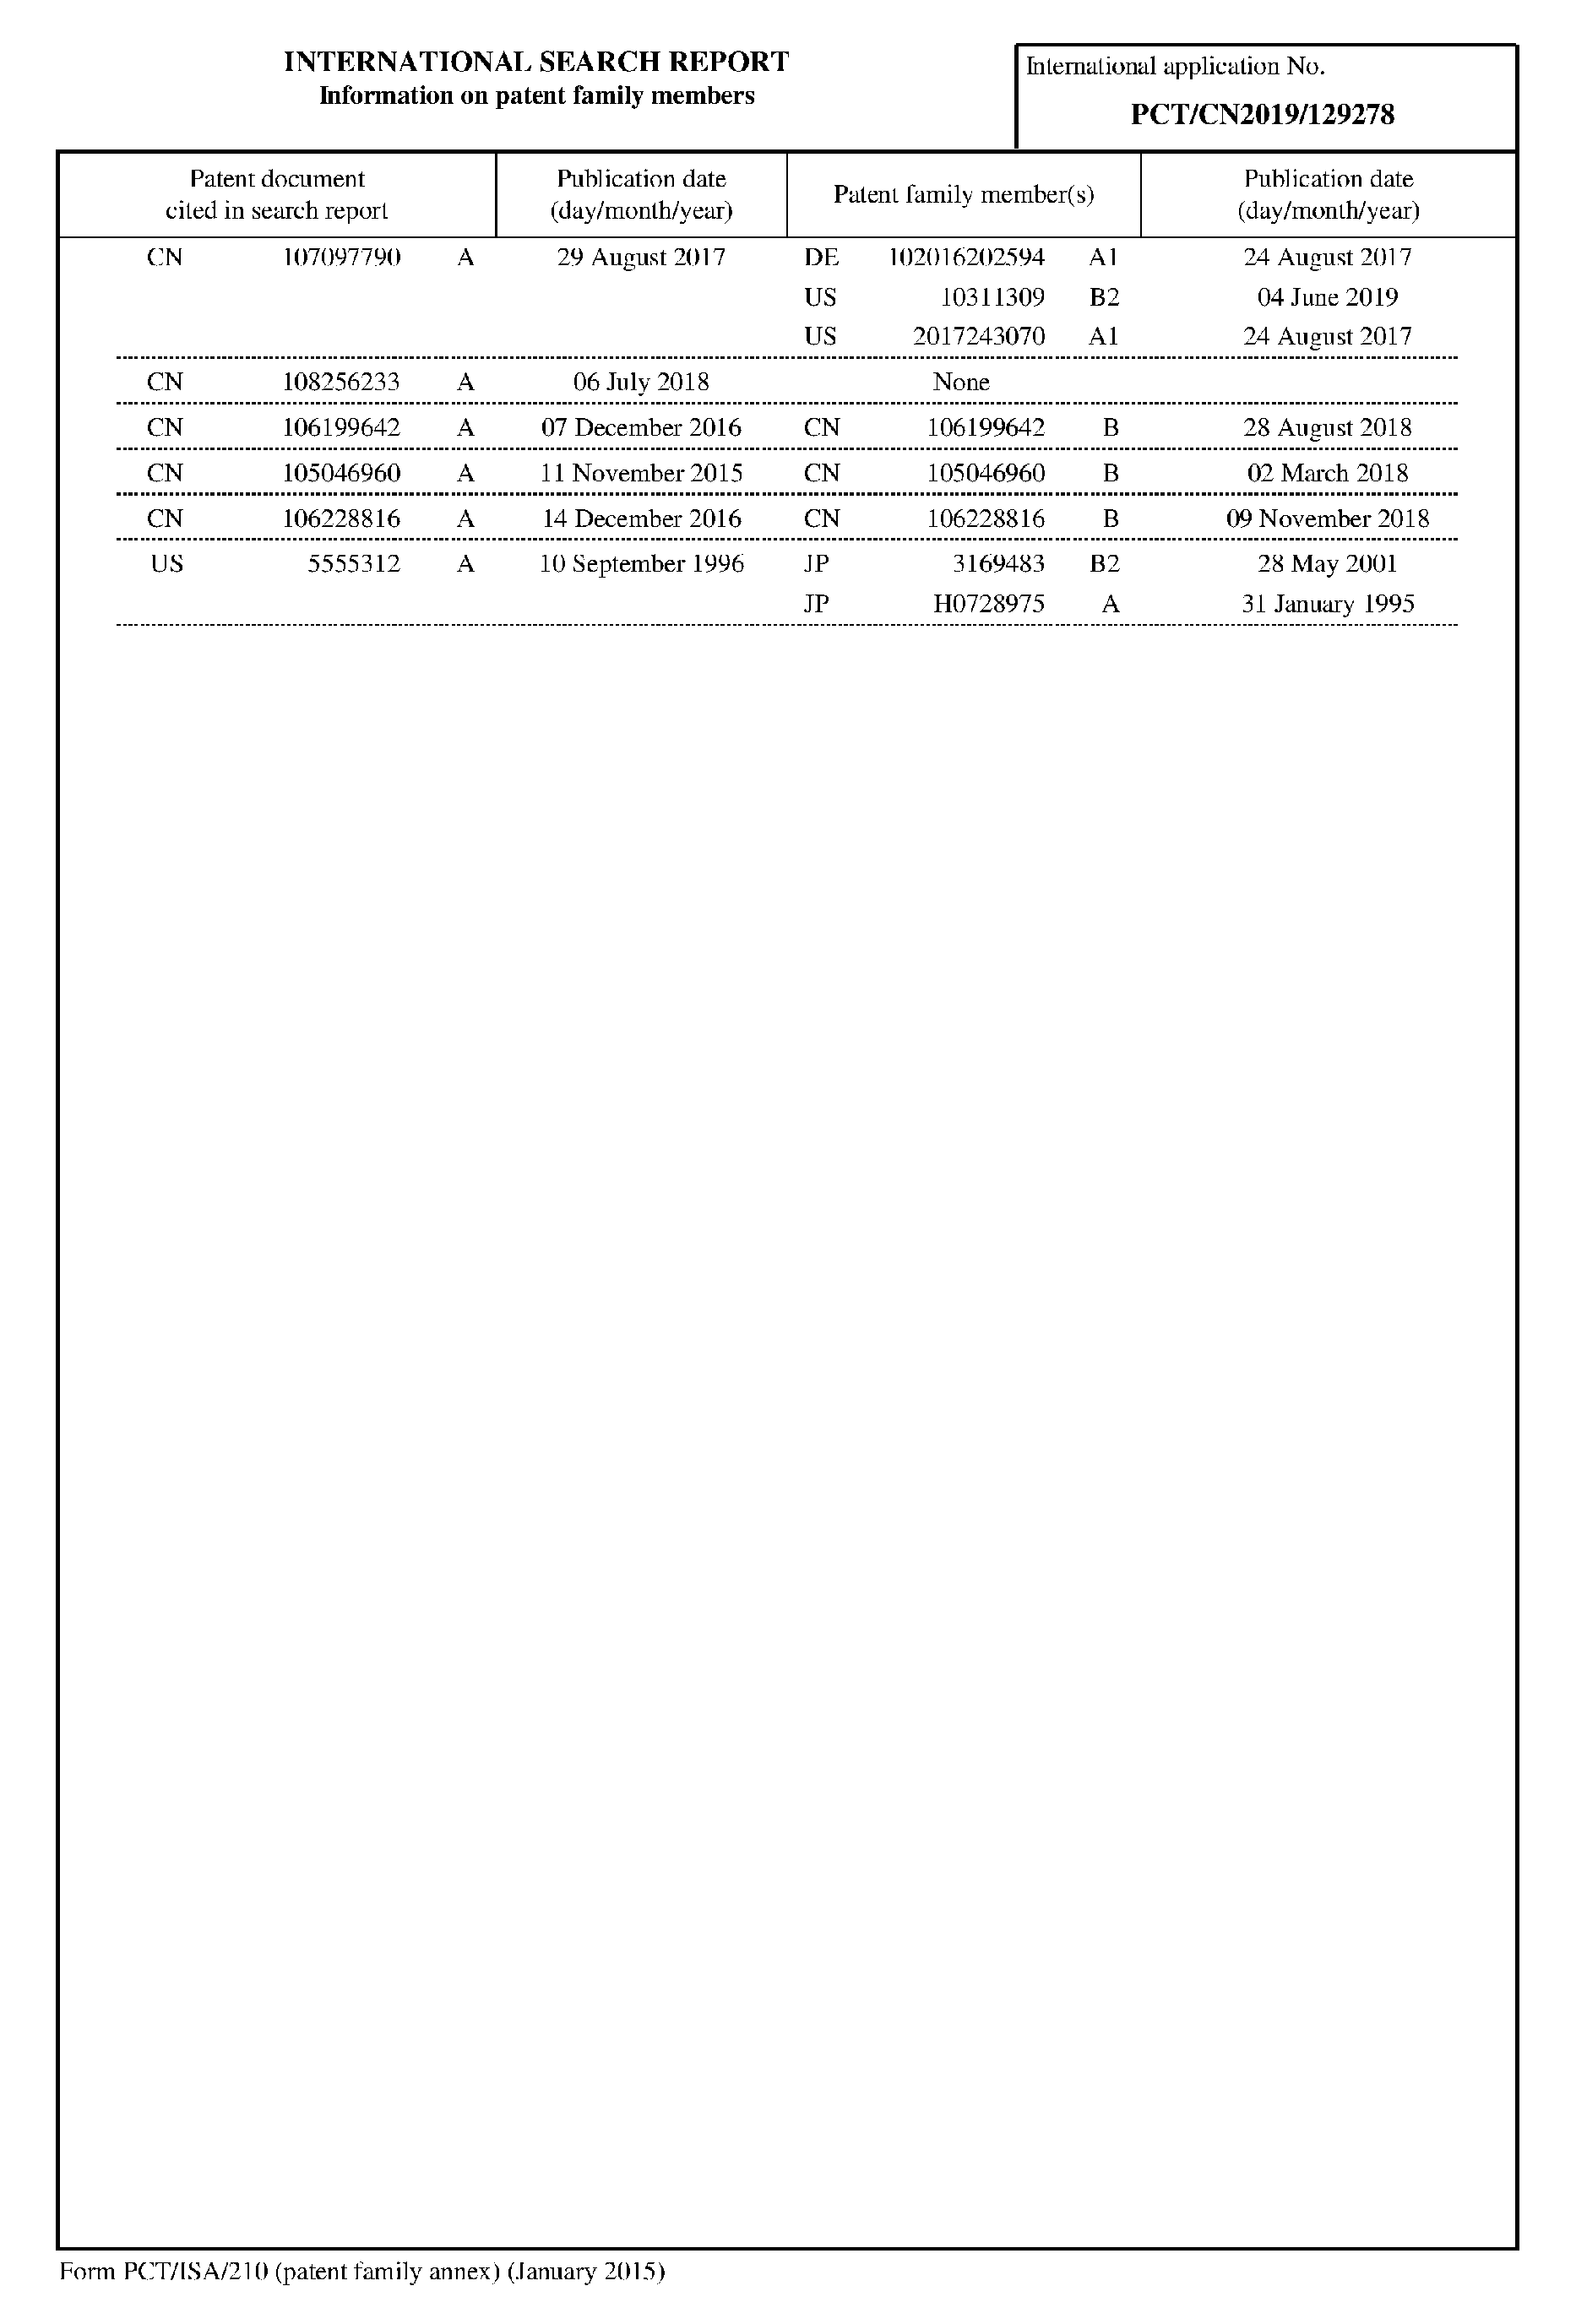 INTERNATIONAL SEARCH REPORT
Information on patent family members
International application No.
PCT/CN2019/129278
Patent document
cited in search report
Publication date
(day/month/year)
Patent family member(s)
Publication date
(day/month/year)
CN 107097790 A 29 August 2017 DE 102016202594 A1 24 August 2017
US 10311309 B2 04 June 2019
US 2017243070 A1 24 August 2017
CN 108256233 A 06 July 2018 None
CN 106199642 A 07 December 2016 CN 106199642 B 28 August 2018
CN 105046960 A 11 November 2015 CN 105046960 B 02 March 2018
CN 106228816 A 14 December 2016 CN 106228816 B 09 November 2018
US 5555312 A 10 September 1996 JP 3169483 B2 28 May 2001
JP H0728975 A 31 January 1995
Form PCT/ISA/210 (patent family annex) (January 2015)